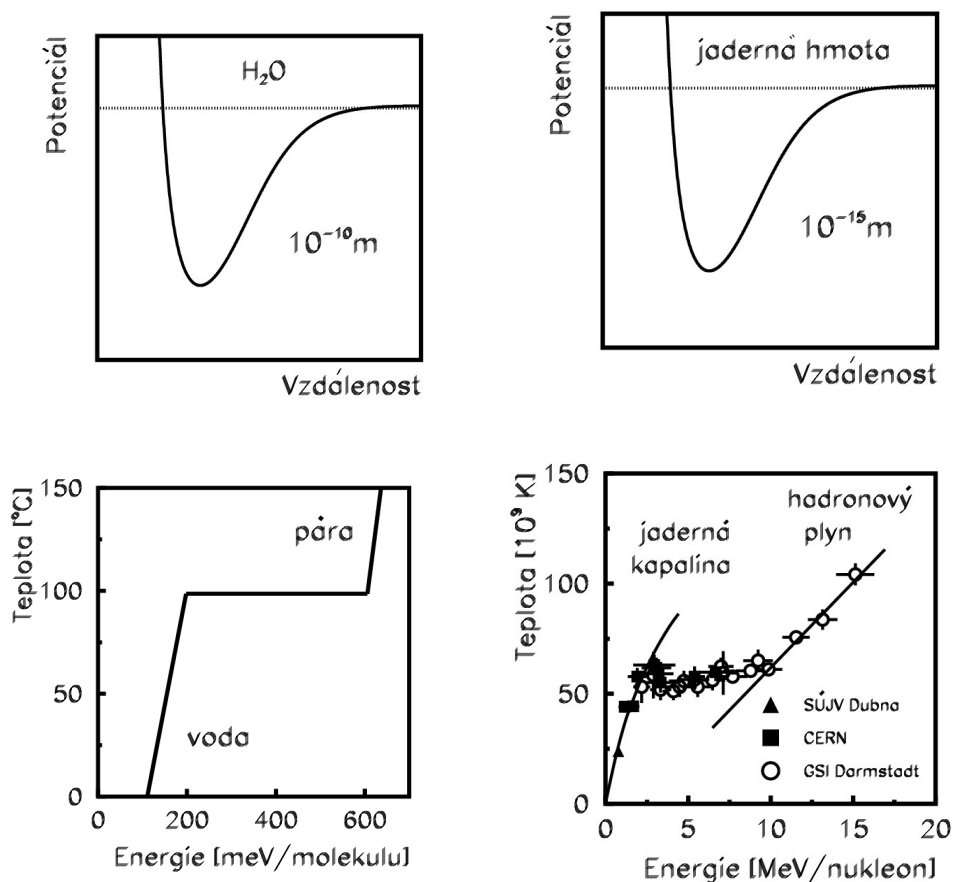 Potenciál
H₂O
10⁻¹⁰m
Vzdálenost
Potenciál
jaderná hmota
10⁻¹⁵m
Vzdálenost
Teplota [°C]
150
100
50
0
pára
voda
0 200 400 600
Energie [meV/molekulu]
Teplota [10⁹ K]
150
100
50
0
hadronový
plyn
jaderná
kapalina
SÚJV Dubna
CERN
GSI Darmstadt
0 5 10 15 20
Energie [MeV/nukleon]